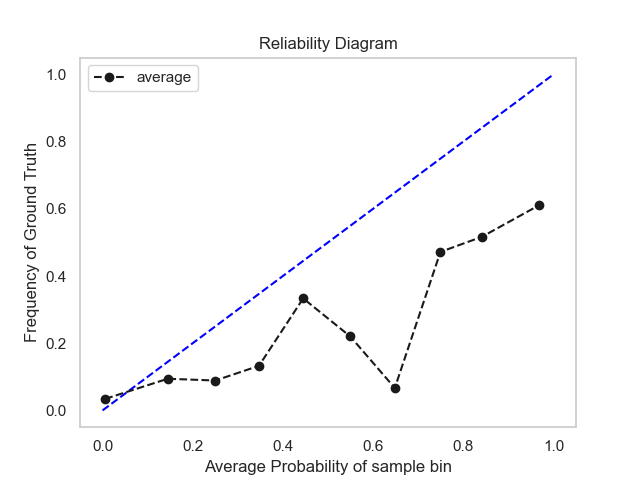 Reliability Diagram
average
1.0
0.8
0.6
0.4
0.2
0.0
Frequency of Ground Truth
0.0 0.2 0.4 0.6 0.8 1.0
Average Probability of sample bin